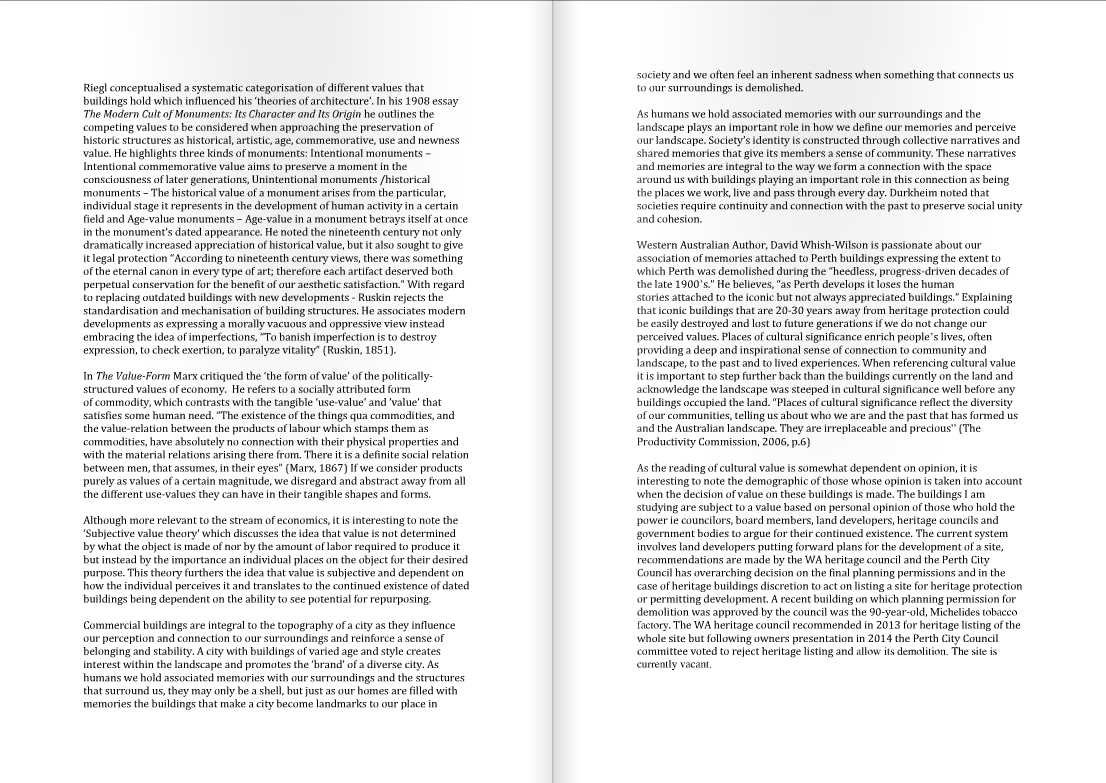 Riegl conceptualised a systematic categorisation of different values that
buildings hold which influenced his ‘theories of architecture’. In his 1908 essay
The Modern Cult of Monuments: Its Character and Its Origin he outlines the
competing values to be considered when approaching the preservation of
historic structures as historical, artistic, age, commemorative, use and newness
value. He highlights three kinds of monuments: Intentional monuments –
Intentional commemorative value aims to preserve a moment in the
consciousness of later generations, Unintentional monuments /historical
monuments – The historical value of a monument arises from the particular,
individual stage it represents in the development of human activity in a certain
field and Age-value monuments – Age-value in a monument betrays itself at once
in the monument’s dated appearance. He noted the nineteenth century not only
dramatically increased appreciation of historical value, but it also sought to give
it legal protection “According to nineteenth century views, there was something
of the eternal canon in every type of art; therefore each artifact deserved both
perpetual conservation for the benefit of our aesthetic satisfaction." With regard
to replacing outdated buildings with new developments - Ruskin rejects the
standardisation and mechanisation of building structures. He associates modern
developments as expressing a morally vacuous and oppressive view instead
embracing the idea of imperfections, “To banish imperfection is to destroy
expression, to check exertion, to paralyze vitality” (Ruskin, 1851).

In The Value-Form Marx critiqued the ‘the form of value’ of the politically-
structured values of economy.  He refers to a socially attributed form
of commodity, which contrasts with the tangible ‘use-value’ and ‘value’ that
satisfies some human need. “The existence of the things qua commodities, and
the value-relation between the products of labour which stamps them as
commodities, have absolutely no connection with their physical properties and
with the material relations arising there from. There it is a definite social relation
between men, that assumes, in their eyes" (Marx, 1867) If we consider products
purely as values of a certain magnitude, we disregard and abstract away from all
the different use-values they can have in their tangible shapes and forms.

Although more relevant to the stream of economics, it is interesting to note the
‘Subjective value theory’ which discusses the idea that value is not determined
by what the object is made of nor by the amount of labor required to produce it
but instead by the importance an individual places on the object for their desired
purpose. This theory furthers the idea that value is subjective and dependent on
how the individual perceives it and translates to the continued existence of dated
buildings being dependent on the ability to see potential for repurposing.

Commercial buildings are integral to the topography of a city as they influence
our perception and connection to our surroundings and reinforce a sense of
belonging and stability. A city with buildings of varied age and style creates
interest within the landscape and promotes the ‘brand’ of a diverse city. As
humans we hold associated memories with our surroundings and the structures
that surround us, they may only be a shell, but just as our homes are filled with
memories the buildings that make a city become landmarks to our place in

society and we often feel an inherent sadness when something that connects us
to our surroundings is demolished.

As humans we hold associated memories with our surroundings and the
landscape plays an important role in how we define our memories and perceive
our landscape. Society’s identity is constructed through collective narratives and
shared memories that give its members a sense of community. These narratives
and memories are integral to the way we form a connection with the space
around us with buildings playing an important role in this connection as being
the places we work, live and pass through every day. Durkheim noted that
societies require continuity and connection with the past to preserve social unity
and cohesion.

Western Australian Author, David Whish-Wilson is passionate about our
association of memories attached to Perth buildings expressing the extent to
which Perth was demolished during the “heedless, progress-driven decades of
the late 1900`s.” He believes, “as Perth develops it loses the human
stories attached to the iconic but not always appreciated buildings.” Explaining
that iconic buildings that are 20-30 years away from heritage protection could
be easily destroyed and lost to future generations if we do not change our
perceived values. Places of cultural significance enrich people`s lives, often
providing a deep and inspirational sense of connection to community and
landscape, to the past and to lived experiences. When referencing cultural value
it is important to step further back than the buildings currently on the land and
acknowledge the landscape was steeped in cultural significance well before any
buildings occupied the land. “Places of cultural significance reflect the diversity
of our communities, telling us about who we are and the past that has formed us
and the Australian landscape. They are irreplaceable and precious`` (The
Productivity Commission, 2006, p.6)

As the reading of cultural value is somewhat dependent on opinion, it is
interesting to note the demographic of those whose opinion is taken into account
when the decision of value on these buildings is made. The buildings I am
studying are subject to a value based on personal opinion of those who hold the
power ie councilors, board members, land developers, heritage councils and
government bodies to argue for their continued existence. The current system
involves land developers putting forward plans for the development of a site,
recommendations are made by the WA heritage council and the Perth City
Council has overarching decision on the final planning permissions and in the
case of heritage buildings discretion to act on listing a site for heritage protection
or permitting development. A recent building on which planning permission for
demolition was approved by the council was the 90-year-old, Michelides tobacco
factory. The WA heritage council recommended in 2013 for heritage listing of the
whole site but following owners presentation in 2014 the Perth City Council
committee voted to reject heritage listing and allow its demolition. The site is
currently vacant.